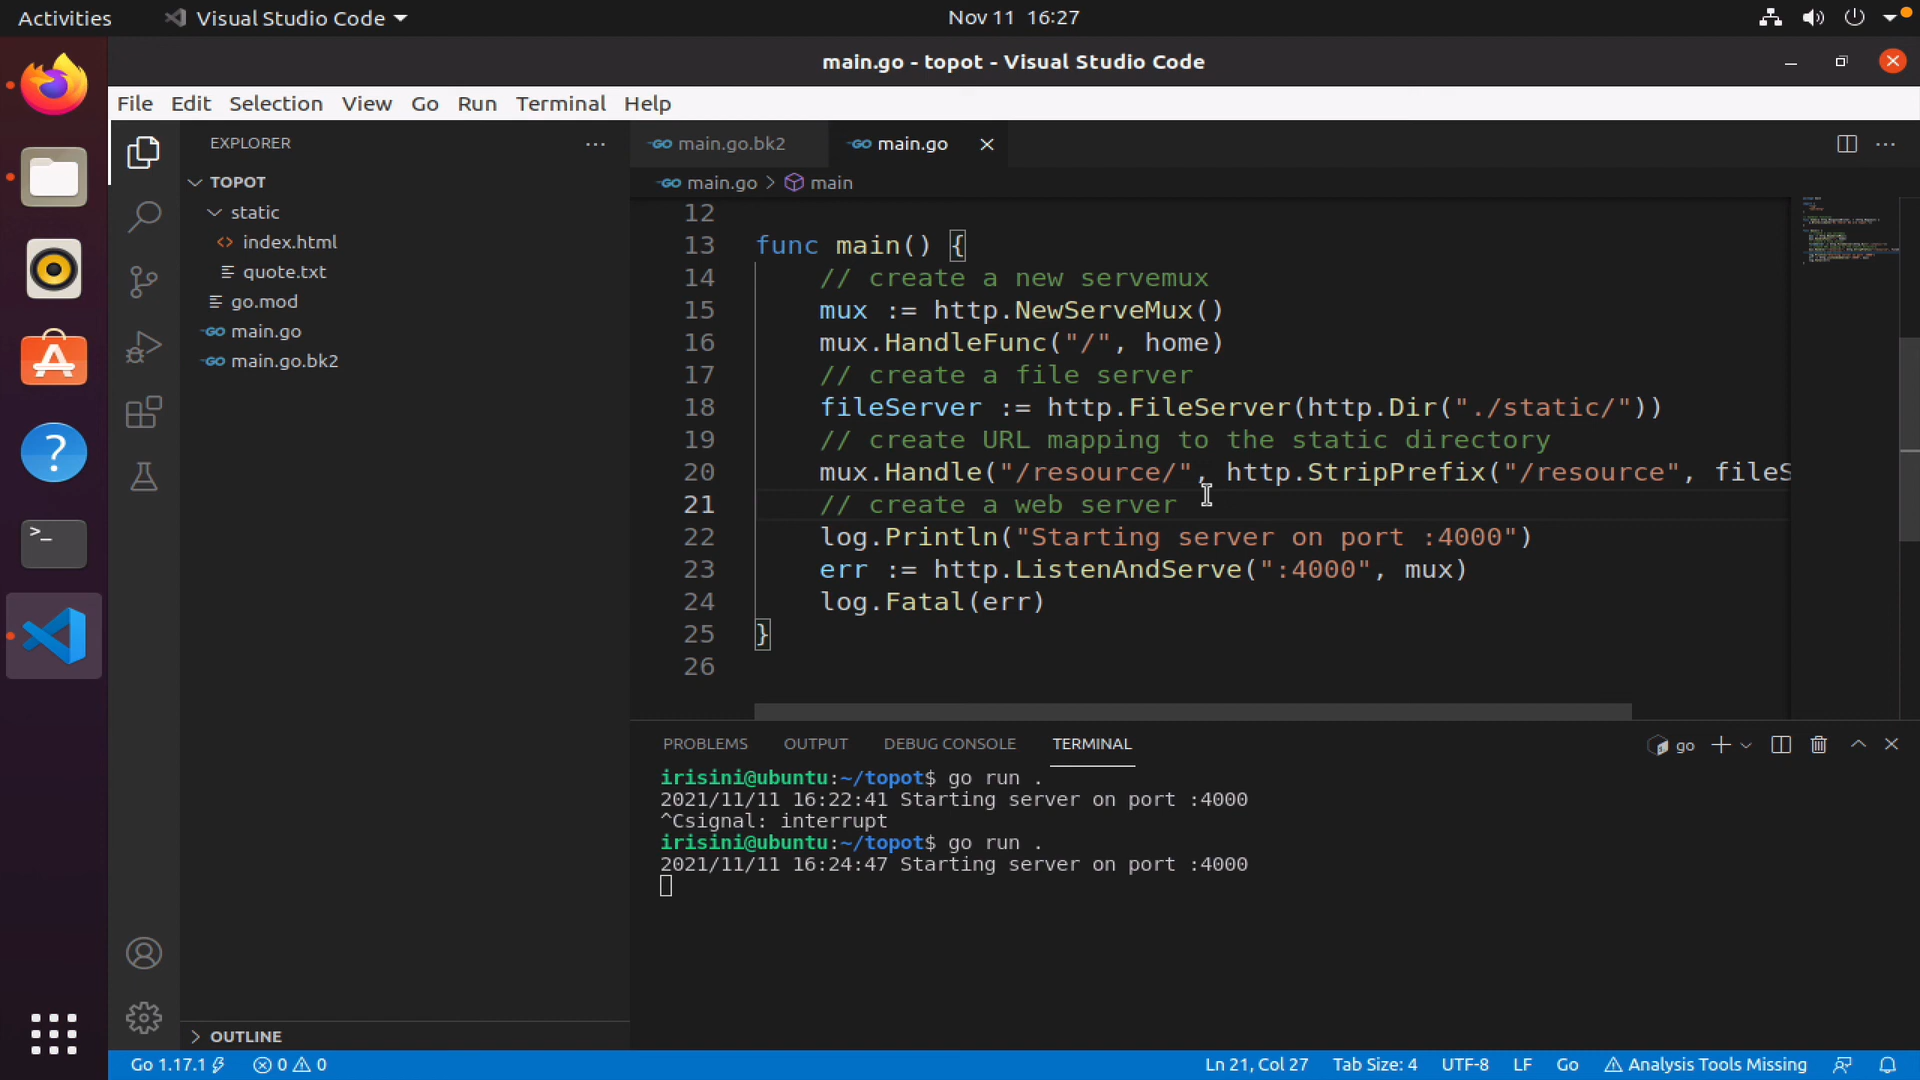 Activities
Visual Studio Code
Nov 11 16:27
main.go - topot - Visual Studio Code
File Edit Selection View Go Run Terminal Help
EXPLORER
TOPOT
static
index.html
quote.txt
go.mod
main.go
main.go.bk2
OUTLINE
main.go.bk2
main.go
main.go > main
12
13 func main() {
14 // create a new servemux
15 mux := http.NewServeMux()
16 mux.HandleFunc("/", home)
17 // create a file server
18 fileServer := http.FileServer(http.Dir("./static/"))
19 // create URL mapping to the static directory
20 mux.Handle("/resource/", http.StripPrefix("/resource", fileS
21 // create a web server
22 log.Println("Starting server on port :4000")
23 err := http.ListenAndServe(":4000", mux)
24 log.Fatal(err)
25 }
26
PROBLEMS OUTPUT DEBUG CONSOLE TERMINAL
go
irisini@ubuntu:~/topot$ go run .
2021/11/11 16:22:41 Starting server on port :4000
^Csignal: interrupt
irisini@ubuntu:~/topot$ go run .
2021/11/11 16:24:47 Starting server on port :4000
Go 1.17.1 0 0 Ln 21, Col 27 Tab Size: 4 UTF-8 LF Go Analysis Tools Missing